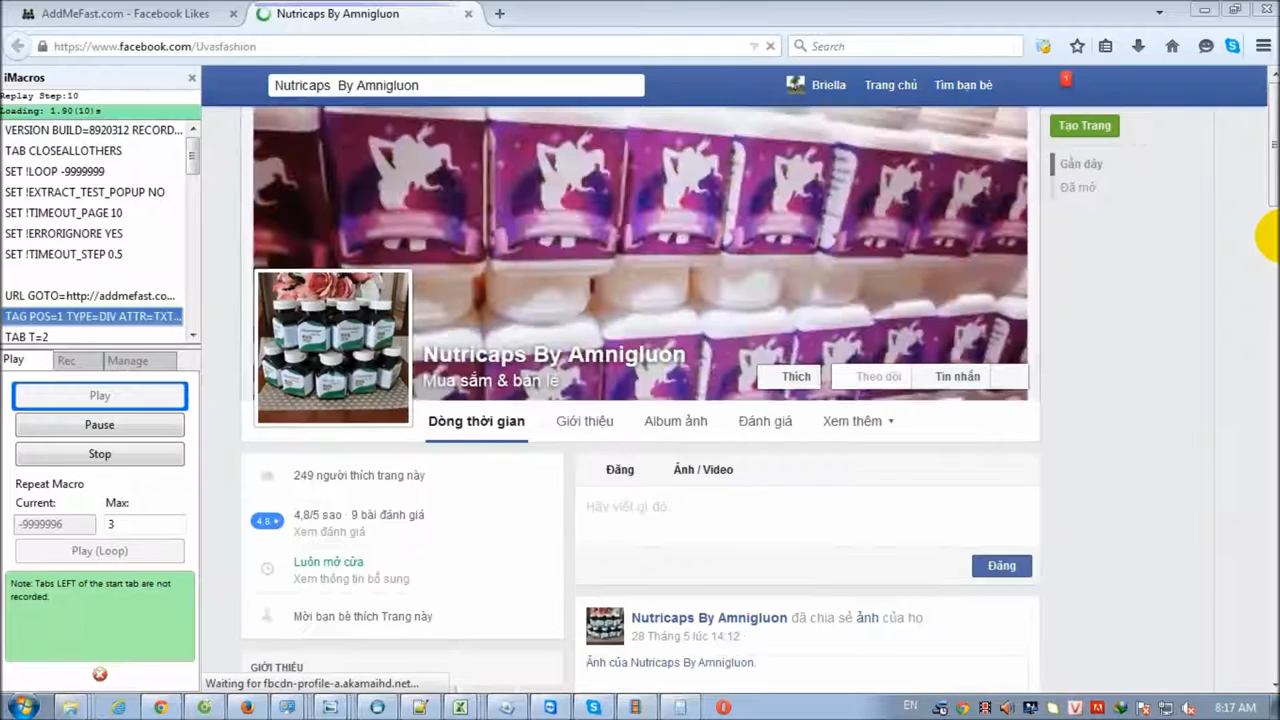 AddMeFast.com - Facebook Likes
Nutricaps By Amnigluon
https://www.facebook.com/Uvasfashion
Search
iMacros
Replay Step:10
Loading: 1.90(10)s
VERSION BUILD=8920312 RECORD...
TAB CLOSEALLOTHERS
SET !LOOP -9999999
SET !EXTRACT_TEST_POPUP NO
SET !TIMEOUT_PAGE 10
SET !ERRORIGNORE YES
SET !TIMEOUT_STEP 0.5
URL GOTO=http://addmefast.co...
TAG POS=1 TYPE=DIV ATTR=TXT...
TAB T=2
Play
Rec
Manage
Play
Pause
Stop
Repeat Macro
Current:
Max:
-9999996
3
Play (Loop)
Note: Tabs LEFT of the start tab are not
recorded.
Nutricaps By Amnigluon
Briella
Trang chủ
Tìm bạn bè
1
Tạo Trang
Gần đây
Đã mở
Nutricaps By Amnigluon
Mua sắm & bán lẻ
Thích
Theo dõi
Tin nhắn
Dòng thời gian
Giới thiệu
Album ảnh
Đánh giá
Xem thêm
249 người thích trang này
4,8
4,8/5 sao · 9 bài đánh giá
Xem đánh giá
Luôn mở cửa
Xem thông tin bổ sung
Mời bạn bè thích Trang này
GIỚI THIỆU
Đăng
Ảnh / Video
Hãy viết gì đó.
Đăng
Nutricaps By Amnigluon đã chia sẻ ảnh của họ
28 Tháng 5 lúc 14:12 ·
Ảnh của Nutricaps By Amnigluon.
Waiting for fbcdn-profile-a.akamaihd.net...
EN
8:17 AM